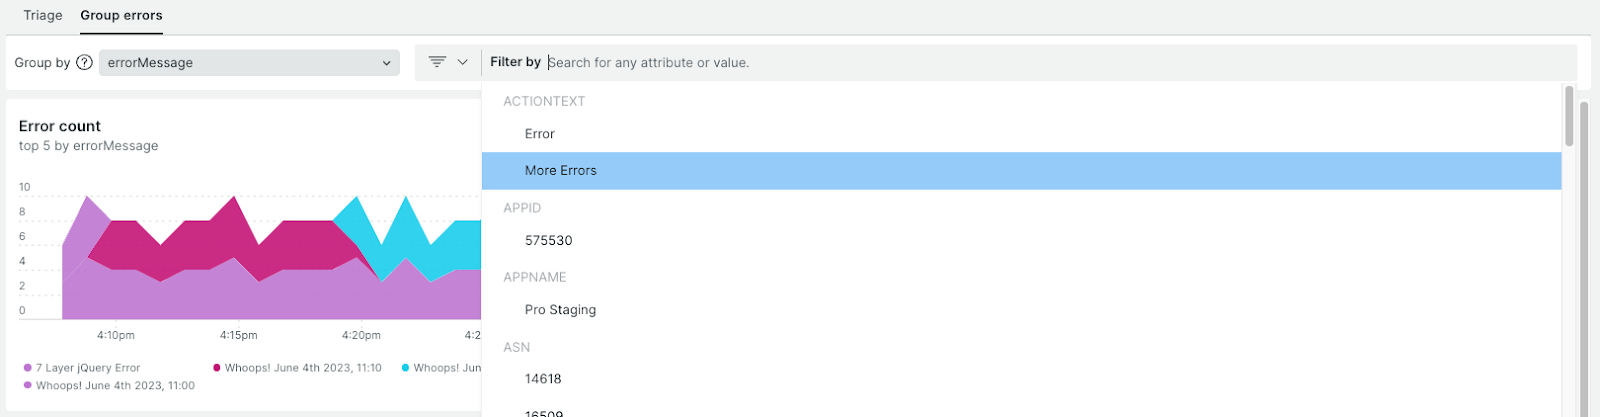 Triage Group errors
Group by ? errorMessage
Filter by Search for any attribute or value.
Error count
top 5 by errorMessage
10
8
6
4
2
0
4:10pm 4:15pm 4:20pm 4:2
7 Layer jQuery Error
Whoops! June 4th 2023, 11:10
Whoops! Jun
Whoops! June 4th 2023, 11:00
ACTIONTEXT
Error
More Errors
APPID
575530
APPNAME
Pro Staging
ASN
14618
16509